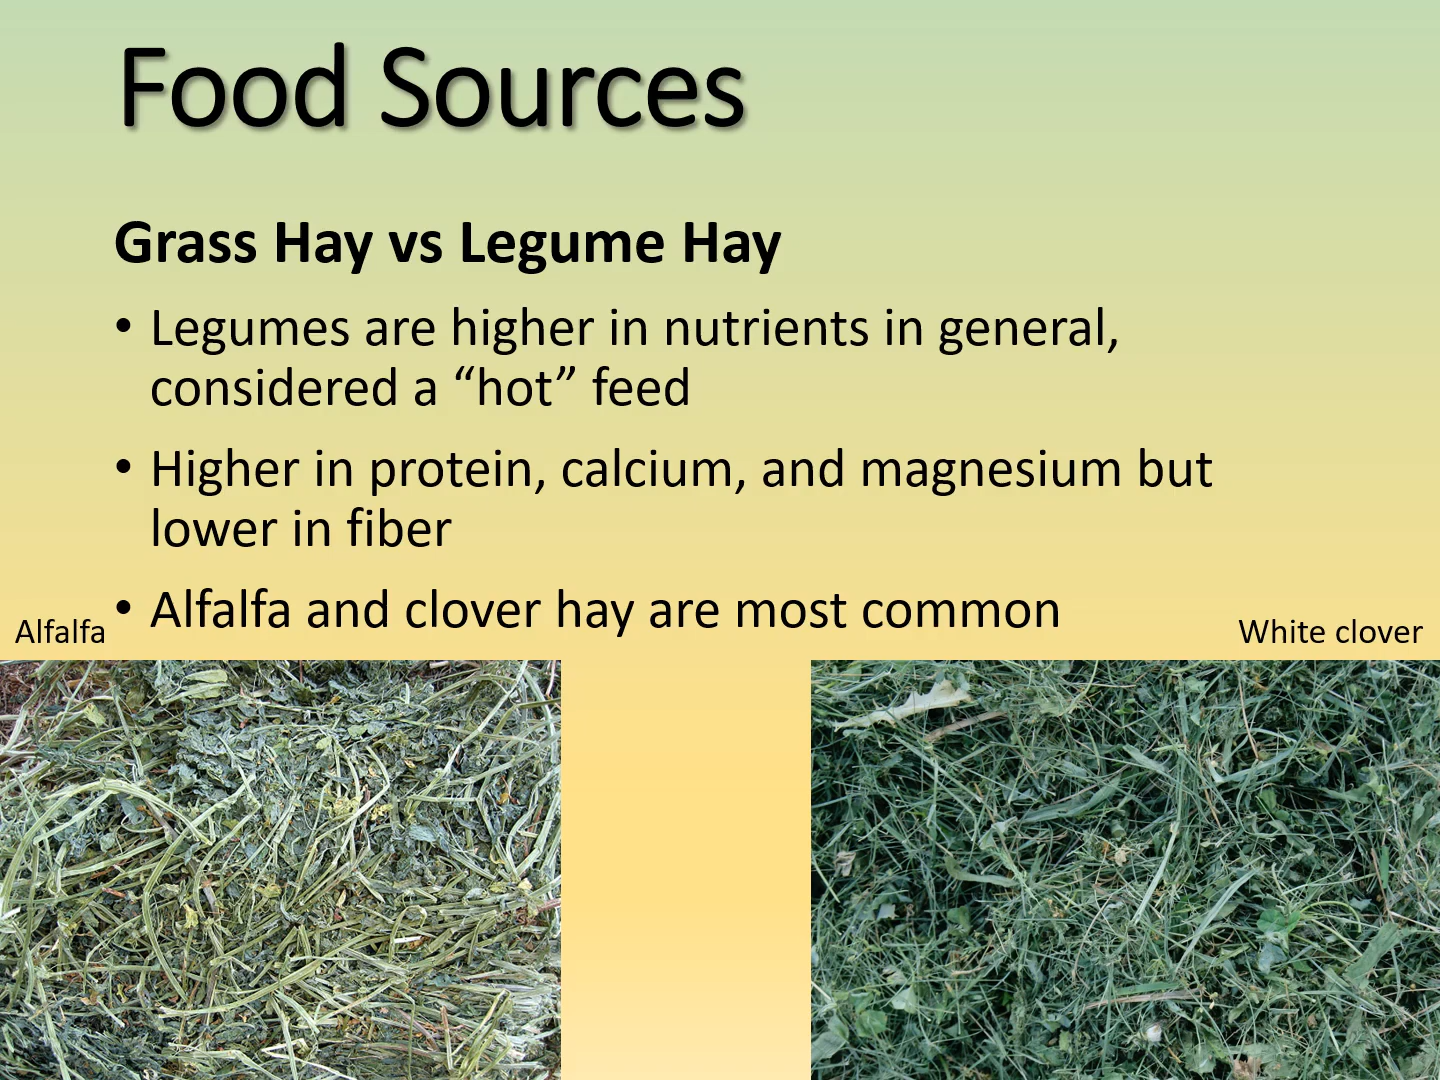 Food Sources
Grass Hay vs Legume Hay
• Legumes are higher in nutrients in general,
considered a “hot” feed
• Higher in protein, calcium, and magnesium but
lower in fiber
• Alfalfa and clover hay are most common
Alfalfa
White clover